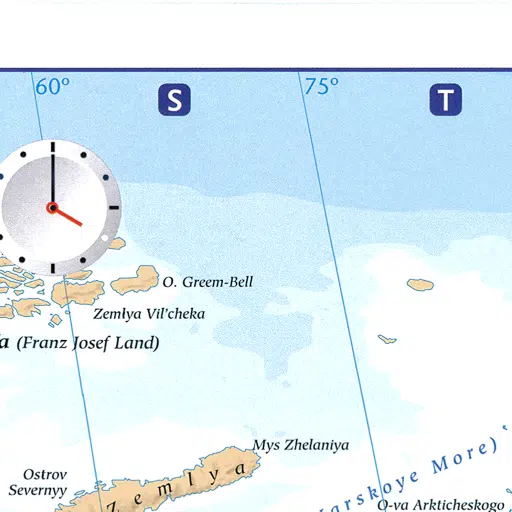 60°
75°
S
T
O. Greem-Bell
Zemlya Vil'cheka
a (Franz Josef Land)
Mys Zhelaniya
Ostrov
Severnyy
Zemlya
Karskoye More)
O-va Arkticheskogo